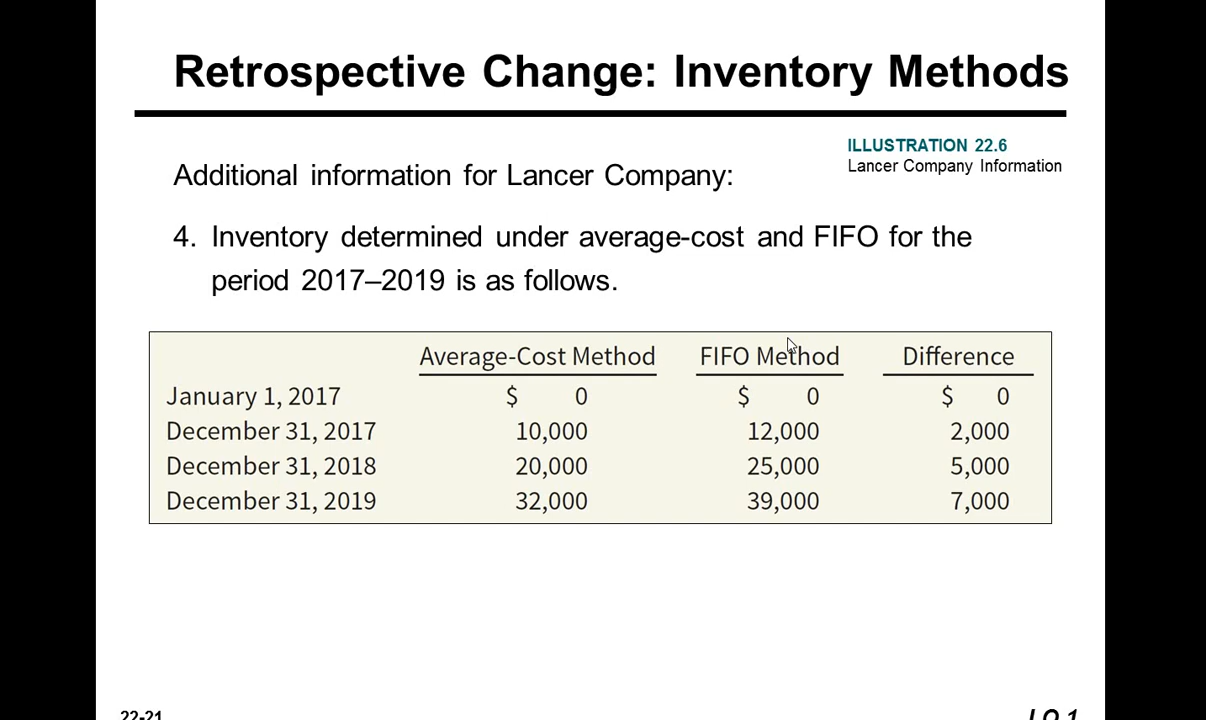 Retrospective Change: Inventory Methods
ILLUSTRATION 22.6
Lancer Company Information
Additional information for Lancer Company:
4. Inventory determined under average-cost and FIFO for the
period 2017–2019 is as follows.
Average-Cost Method FIFO Method Difference
January 1, 2017 $ 0 $ 0 $ 0
December 31, 2017 10,000 12,000 2,000
December 31, 2018 20,000 25,000 5,000
December 31, 2019 32,000 39,000 7,000
22-21 LO 1